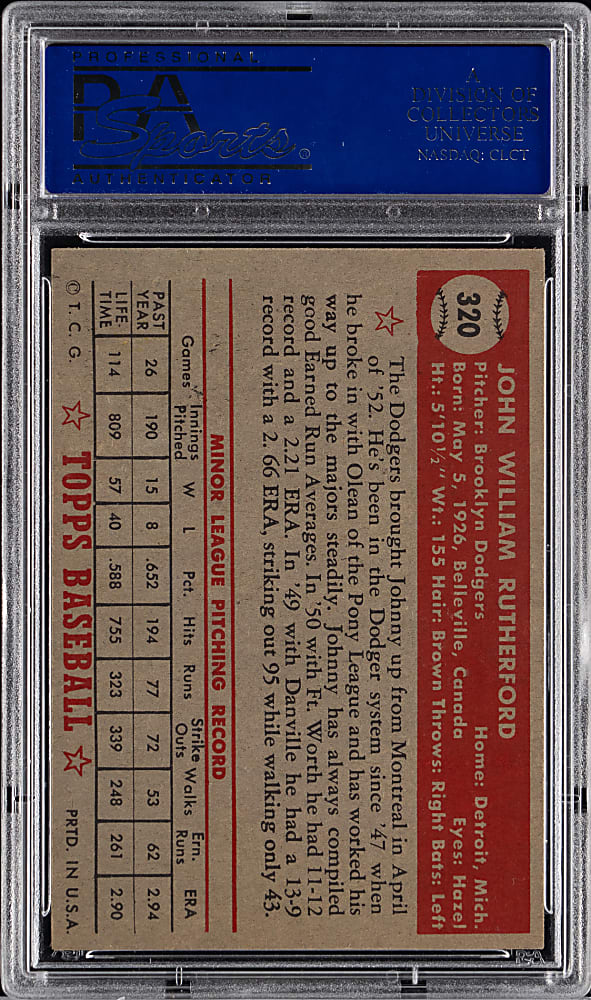 PROFESSIONAL
PSA
Sports®
AUTHENTICATOR
A
DIVISION OF
COLLECTORS
UNIVERSE
NASDAQ: CLCT
320
JOHN WILLIAM RUTHERFORD
Pitcher: Brooklyn Dodgers Home: Detroit, Mich.
Born: May 5, 1926, Belleville, Canada Eyes: Hazel
Ht.: 5'10½" Wt.: 155 Hair: Brown Throws: Right Bats: Left
The Dodgers brought Johnny up from Montreal in April
of '52. He's been in the Dodger system since '47 when
he broke in with Olean of the Pony League and has worked his
way up to the majors steadily. Johnny has always compiled
good Earned Run Averages. In '50 with Ft. Worth he had 11-12
record and a 2.21 ERA. In '49 with Danville he had a 13-9
record with a 2.66 ERA, striking out 95 while walking only 43.
MINOR LEAGUE PITCHING RECORD
Games Innings Pitched W L Pct. Hits Runs Strike Outs Walks Ern. Runs ERA
PAST YEAR 26 190 15 8 .652 194 77 72 53 62 2.94
LIFE-TIME 114 809 57 40 .588 755 323 339 248 261 2.90
© T. C. G. TOPPS BASEBALL PRTD. IN U.S.A.